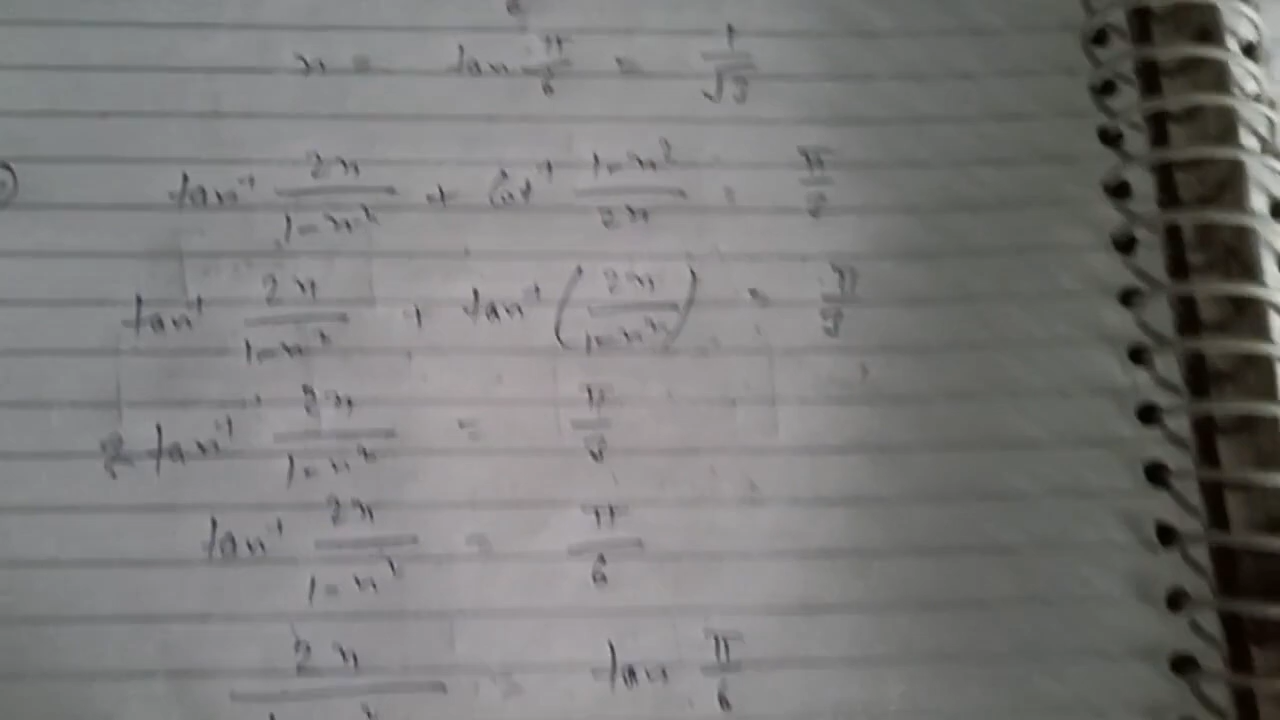 x = tan π/6 = 1/√3
tan⁻¹ 2x/1-x² + Cot⁻¹ 1-x²/2x = π/3
tan⁻¹ 2x/1-x² + tan⁻¹ (2x/1-x²) = π/3
2 tan⁻¹ 2x/1-x² = π/3
tan⁻¹ 2x/1-x² = π/6
2x/1-x² = tan π/6